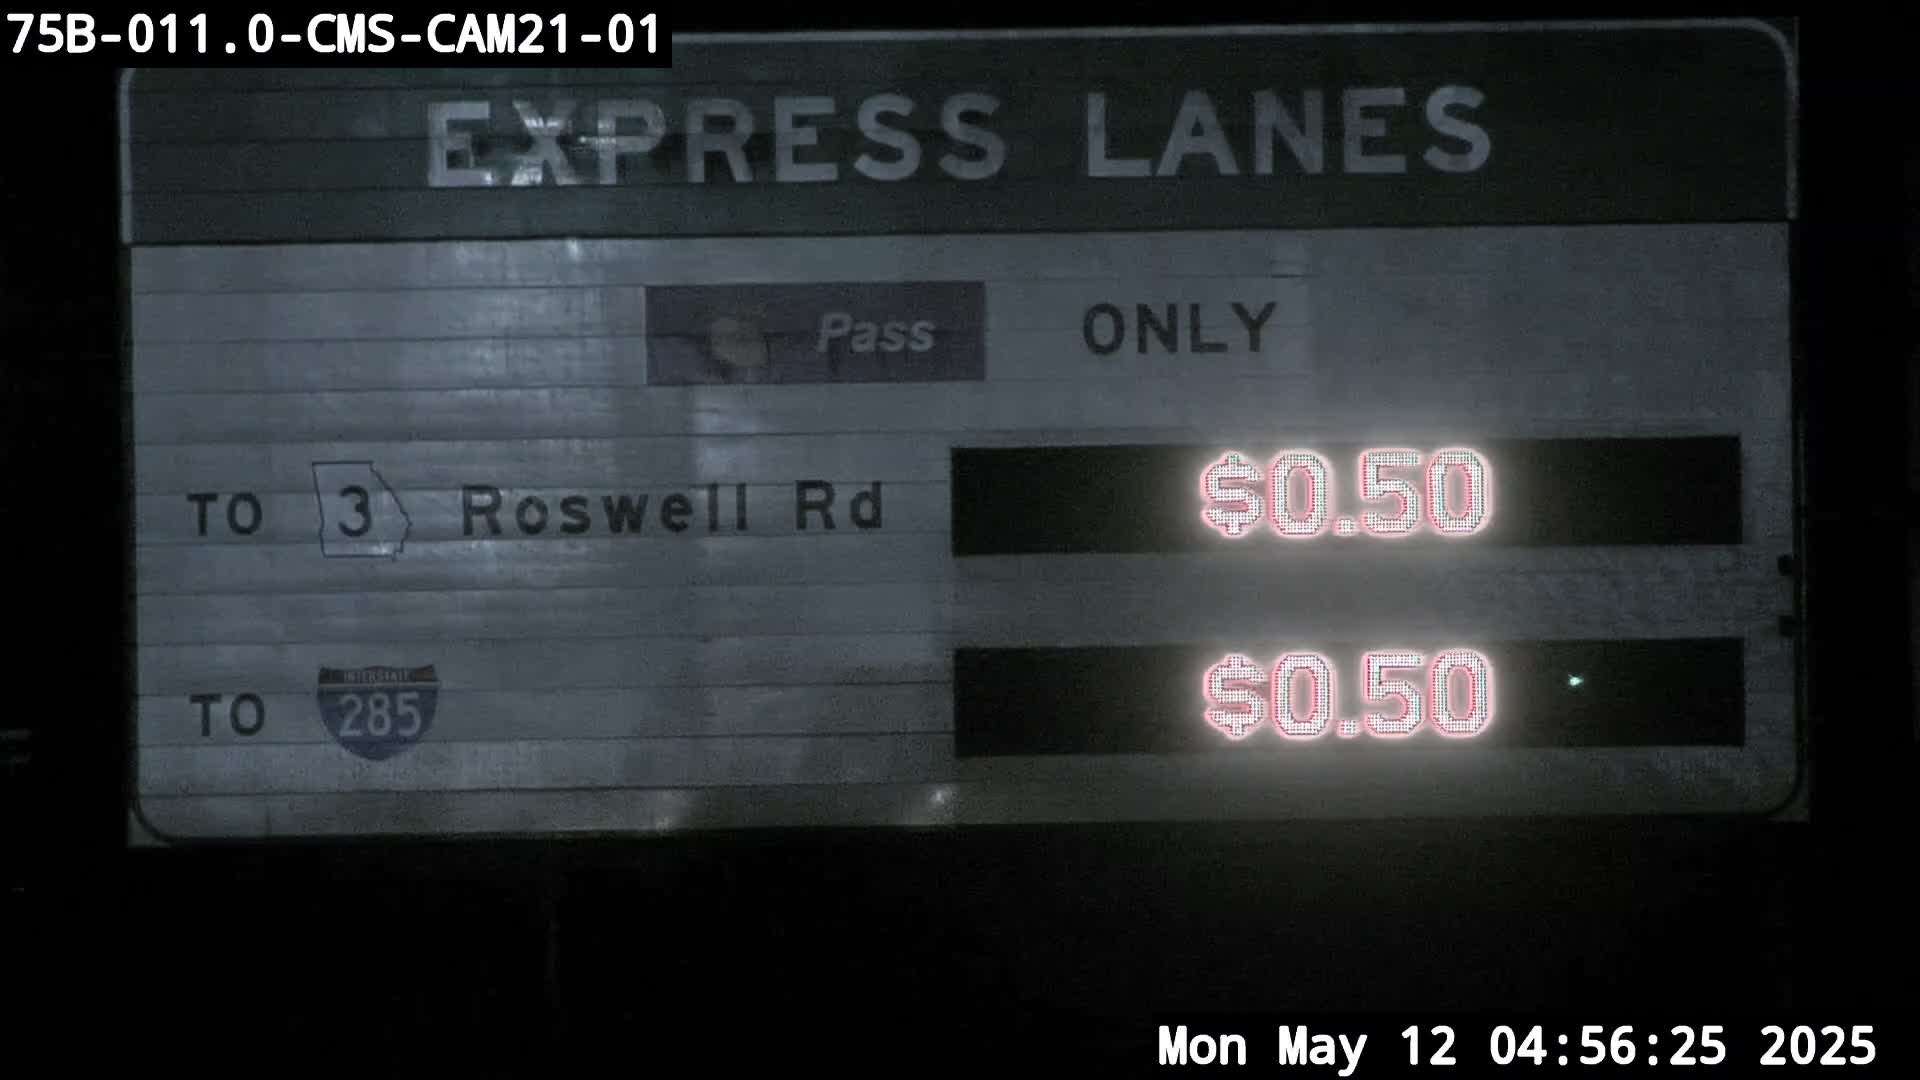 75B-011.0-CMS-CAM21-01
EXPRESS LANES
Pass ONLY
TO 3 Roswell Rd $0.50
INTERSTATE
TO 285 $0.50
Mon May 12 04:56:25 2025